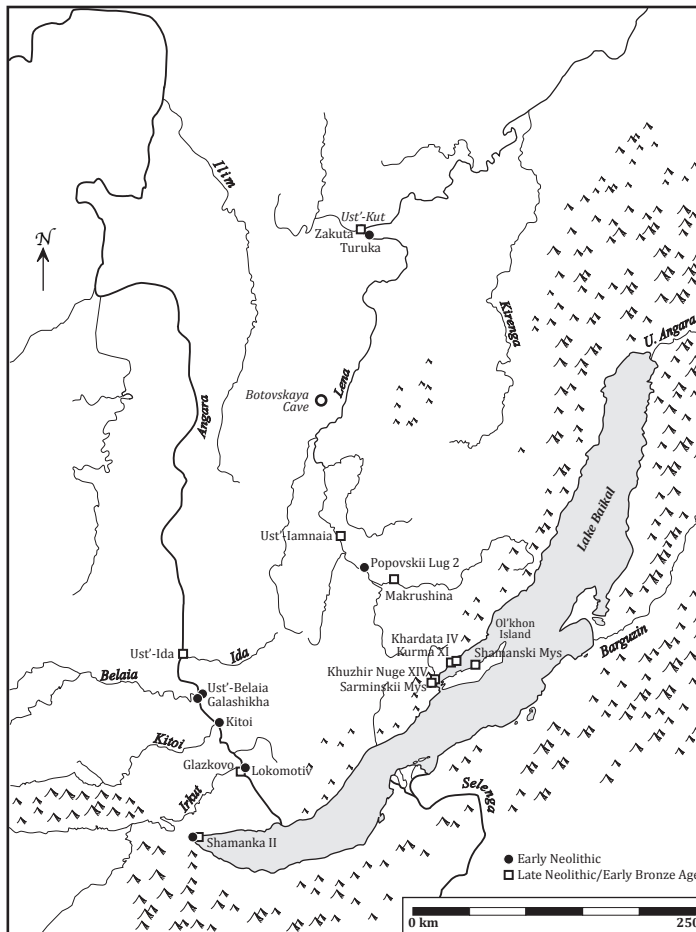 Ilim
Ust'-Kut
Zakuta
Turuka
N
Kirenga
U. Angara
Lena
Botovskaya
Cave
Angara
Lake Baikal
Ust'-Iamnaia
Popovskii Lug 2
Makrushina
Ol'khon
Island
Khardata IV
Kurma XI
Shamanski Mys
Barguzin
Ust'-Ida
Ida
Khuzhir Nuge XIV
Sarminskii Mys
Belaia
Ust'-Belaia
Galashikha
Kitoi
Kitoi
Glazkovo
Lokomotiv
Irkut
Selenga
Shamanka II
Early Neolithic
Late Neolithic/Early Bronze Age
0 km
250